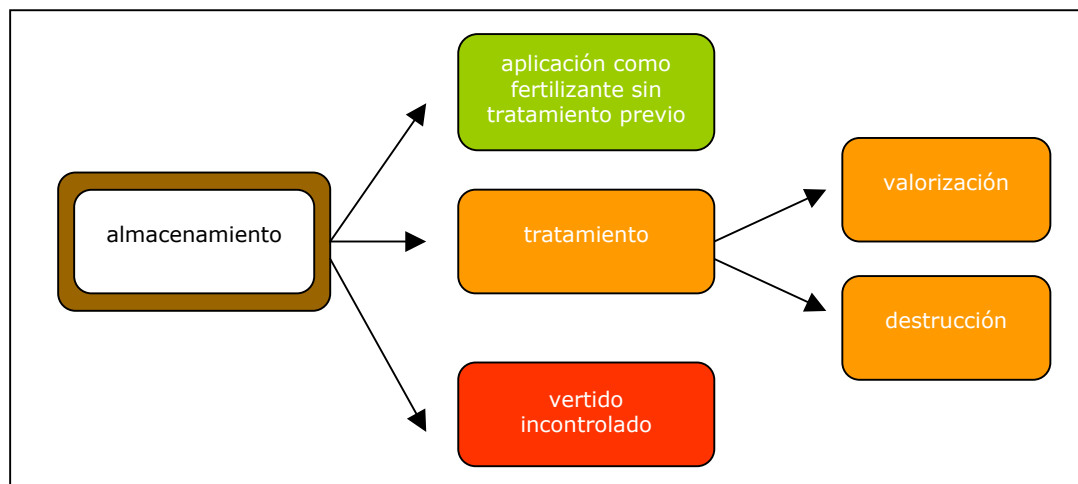 aplicación como
fertilizante sin
tratamiento previo
almacenamiento
tratamiento
valorización
destrucción
vertido
incontrolado